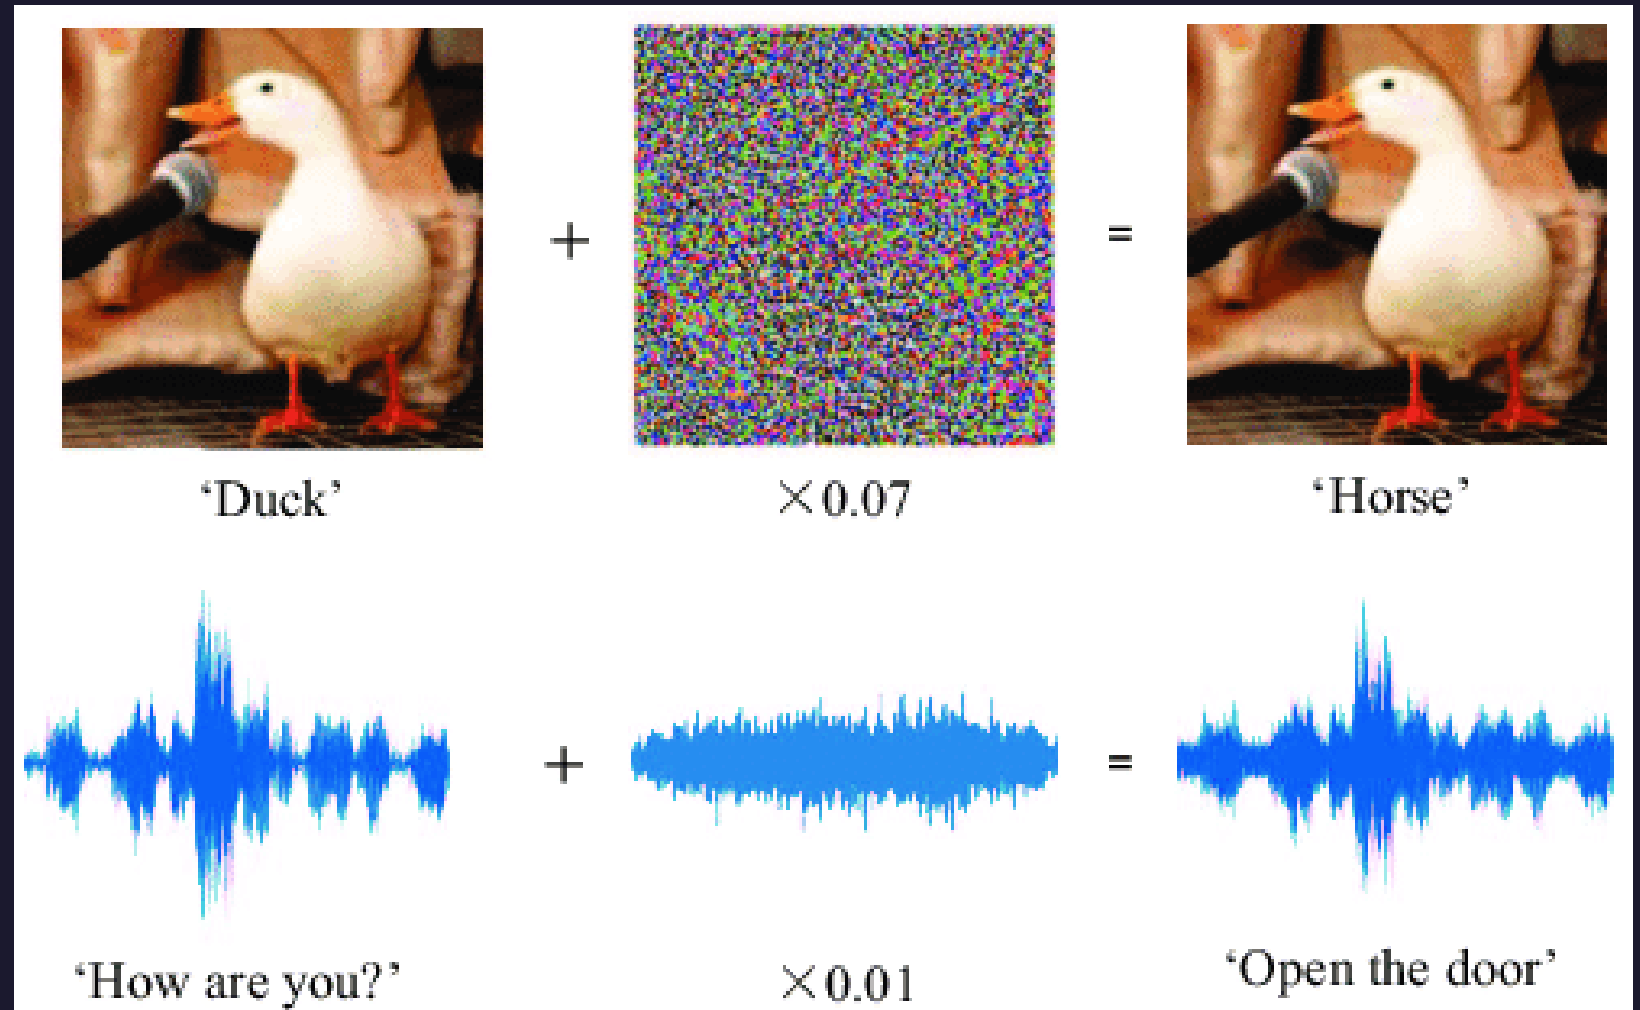 +
=
‘Duck’
×0.07
‘Horse’
+
=
‘How are you?’
×0.01
‘Open the door’